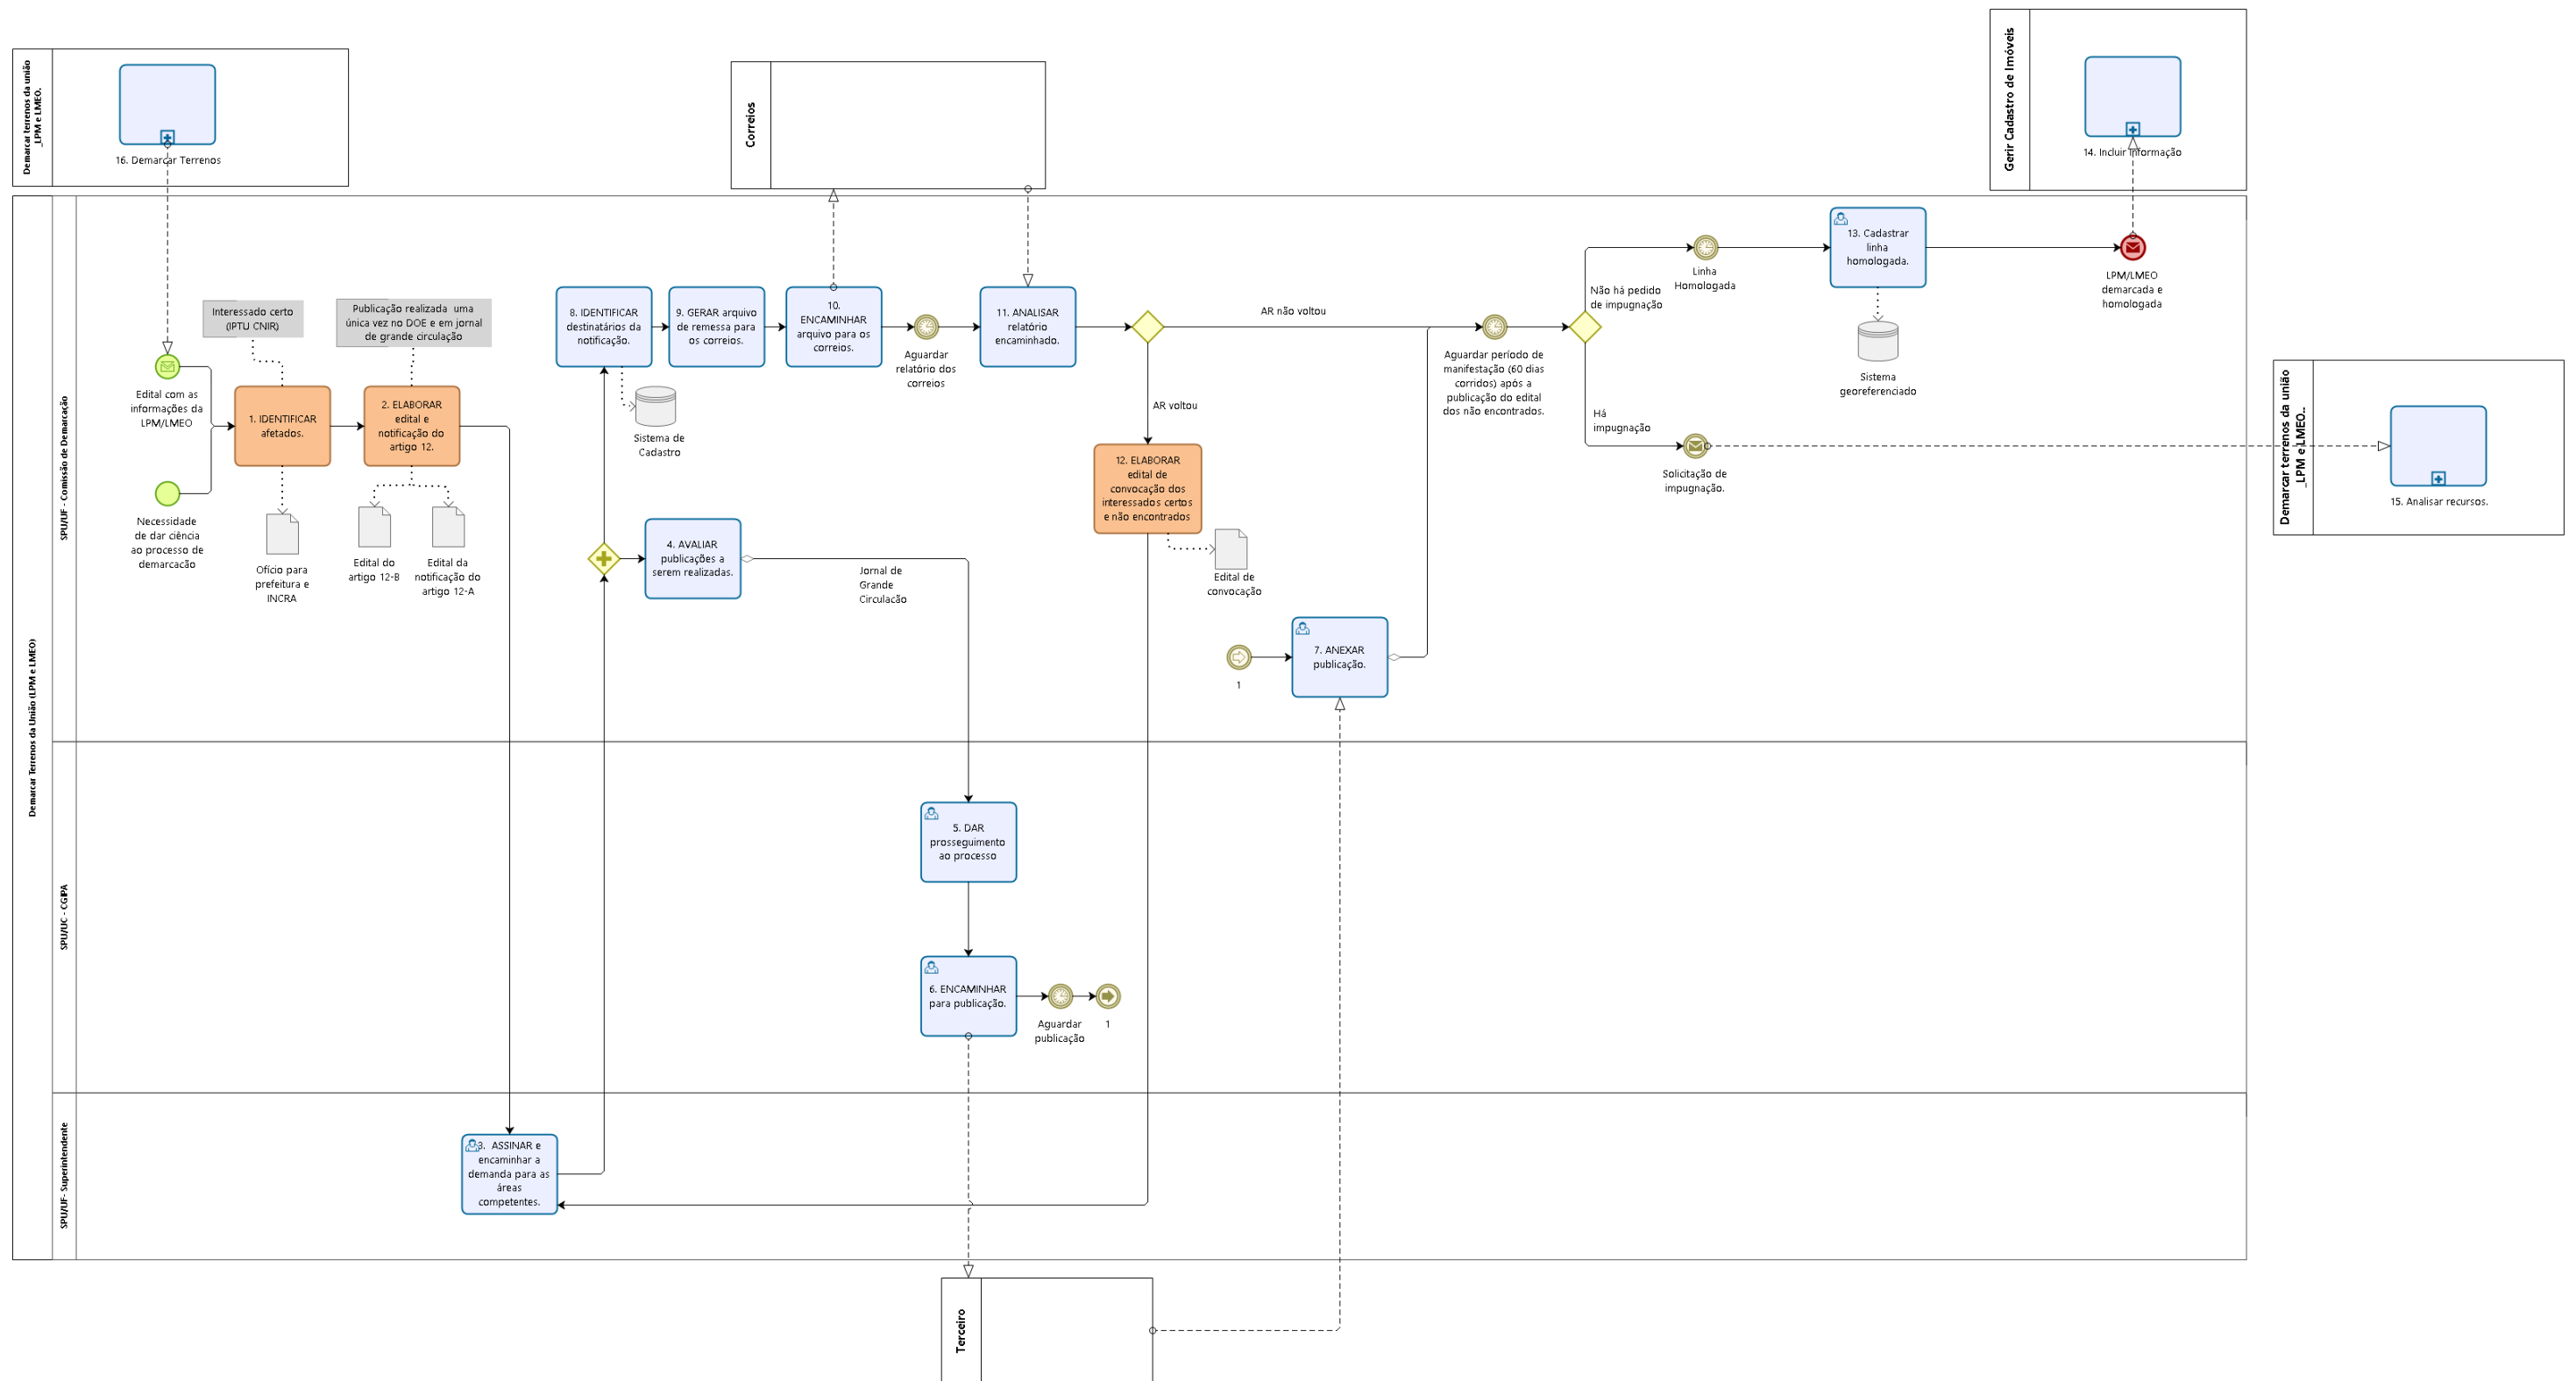 Demarcar terrenos da união
_LPM e LMEO.
16. Demarcar Terrenos
Correios
Gerir Cadastro de Imóveis
14. Incluir Informação
Demarcar Terrenos da União (LPM e LMEO)
SPU/UF - Comissão de Demarcação
Interessado certo
(IPTU CNIR)
Publicação realizada  uma
única vez no DOE e em jornal
de grande circulação
Edital com as
informações da
LPM/LMEO
Necessidade
de dar ciência
ao processo de
demarcacão
1. IDENTIFICAR
afetados.
2. ELABORAR
edital e
notificação do
artigo 12.
Ofício para
prefeitura e
INCRA
Edital do
artigo 12-B
Edital da
notificação do
artigo 12-A
8. IDENTIFICAR
destinatários da
notificação.
9. GERAR arquivo
de remessa para
os correios.
10.
ENCAMINHAR
arquivo para os
correios.
Aguardar
relatório dos
correios
11. ANALISAR
relatório
encaminhado.
Sistema de
Cadastro
4. AVALIAR
publicações a
serem realizadas.
Jornal de
Grande
Circulacão
AR não voltou
AR voltou
12. ELABORAR
edital de
convocação dos
interessados certos
e não encontrados
Edital de
convocação
1
7. ANEXAR
publicação.
Aguardar período de
manifestação (60 dias
corridos) após a
publicação do edital
dos não encontrados.
Não há pedido
de impugnação
Há
impugnação
Linha
Homologada
13. Cadastrar
linha
homologada.
Sistema
georeferenciado
LPM/LMEO
demarcada e
homologada
Solicitação de
impugnação.
Demarcar terrenos da união
_LPM e LMEO..
15. Analisar recursos.
SPU/UC - CGIPA
5. DAR
prosseguimento
ao processo
6. ENCAMINHAR
para publicação.
Aguardar
publicação
1
SPU/UF- Superintendente
3.  ASSINAR e
encaminhar a
demanda para as
áreas
competentes.
Terceiro